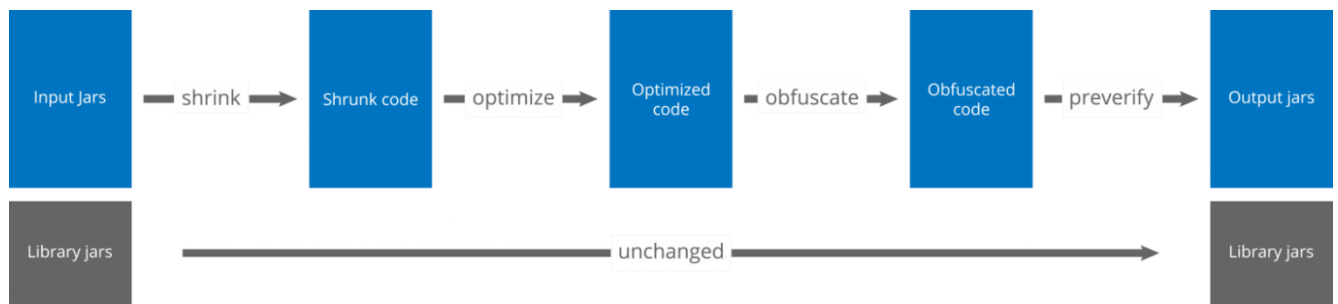 Input Jars
shrink
Shrunk code
optimize
Optimized
code
obfuscate
Obfuscated
code
preverify
Output jars
Library jars
unchanged
Library jars